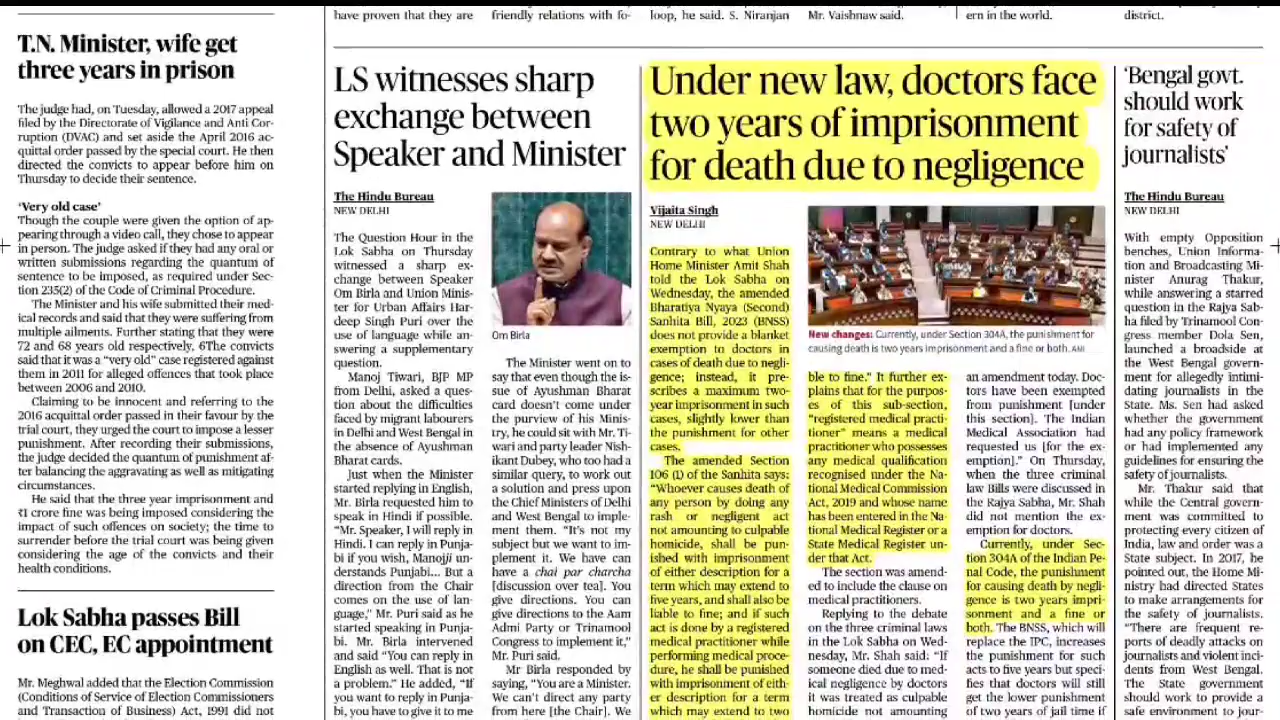 have proven that they are
friendly relations with fo-
loop, he said. S. Niranjan
Mr. Vaishnaw said.
ern in the world.
district.
T.N. Minister, wife get
three years in prison
The judge had, on Tuesday, allowed a 2017 appeal
filed by the Directorate of Vigilance and Anti Cor-
ruption (DVAC) and set aside the April 2016 ac-
quittal order passed by the special court. He then
directed the convicts to appear before him on
Thursday to decide their sentence.
‘Very old case’
Though the couple were given the option of ap-
pearing through a video call, they chose to appear
in person. The judge asked if they had any oral or
written submissions regarding the quantum of
sentence to be imposed, as required under Sec-
tion 235(2) of the Code of Criminal Procedure.
The Minister and his wife submitted their med-
ical records and said that they were suffering from
multiple ailments. Further stating that they were
72 and 68 years old respectively, 6The convicts
said that it was a “very old” case registered against
them in 2011 for alleged offences that took place
between 2006 and 2010.
Claiming to be innocent and referring to the
2016 acquittal order passed in their favour by the
trial court, they urged the court to impose a lesser
punishment. After recording their submissions,
the judge decided the quantum of punishment af-
ter balancing the aggravating as well as mitigating
circumstances.
He said that the three year imprisonment and
₹1 crore fine was being imposed considering the
impact of such offences on society; the time to
surrender before the trial court was being given
considering the age of the convicts and their
health conditions.
Lok Sabha passes Bill
on CEC, EC appointment
Mr. Meghwal added that the Election Commission
(Conditions of Service of Election Commissioners
and Transaction of Business) Act, 1991 did not
LS witnesses sharp
exchange between
Speaker and Minister
The Hindu Bureau
NEW DELHI
The Question Hour in the
Lok Sabha on Thursday
witnessed a sharp ex-
change between Speaker
Om Birla and Union Minis-
ter for Urban Affairs Har-
deep Singh Puri over the
use of language while an-
swering a supplementary
question.
Manoj Tiwari, BJP MP
from Delhi, asked a ques-
tion about the difficulties
faced by migrant labourers
in Delhi and West Bengal in
the absence of Ayushman
Bharat cards.
Just when the Minister
started replying in English,
Mr. Birla requested him to
speak in Hindi if possible.
“Mr. Speaker, I will reply in
Hindi. I can reply in Punja-
bi if you wish, Manojji un-
derstands Punjabi... But a
direction from the Chair
comes on the use of lan-
guage,” Mr. Puri said as he
started speaking in Punja-
bi. Mr. Birla intervened
and said “You can reply in
English as well. That is not
a problem.” He added, “If
you want to reply in Punja-
bi, you have to give it to me
Om Birla
The Minister went on to
say that even though the is-
sue of Ayushman Bharat
card doesn't come under
the purview of his Minis-
try, he could sit with Mr. Ti-
wari and party leader Nish-
ikant Dubey, who too had a
similar query, to work out
a solution and press upon
the Chief Ministers of Delhi
and West Bengal to imple-
ment them. “It's not my
subject but we want to im-
plement it. We can have
have a chai par charcha
[discussion over tea]. You
give directions. You can
give directions to the Aam
Admi Party or Trinamool
Congress to implement it,”
Mr. Puri said.
Mr Birla responded by
saying, “You are a Minister.
We can't direct any party
from here [the Chair]. We
Under new law, doctors face
two years of imprisonment
for death due to negligence
Vijaita Singh
NEW DELHI
Contrary to what Union
Home Minister Amit Shah
told the Lok Sabha on
Wednesday, the amended
Bharatiya Nyaya (Second)
Sanhita Bill, 2023 (BNSS)
does not provide a blanket
exemption to doctors in
cases of death due to negli-
gence; instead, it pre-
scribes a maximum two-
year imprisonment in such
cases, slightly lower than
the punishment for other
cases.
The amended Section
106 (1) of the Sanhita says:
“Whoever causes death of
any person by doing any
rash or negligent act
not amounting to culpable
homicide, shall be pun-
ished with imprisonment
of either description for a
term which may extend to
five years, and shall also be
liable to fine; and if such
act is done by a registered
medical practitioner while
performing medical proce-
dure, he shall be punished
with imprisonment of eith-
er description for a term
which may extend to two
New changes: Currently, under Section 304A, the punishment for
causing death is two years imprisonment and a fine or both. ANI
ble to fine.” It further ex-
plains that for the purpos-
es of this sub-section,
“registered medical practi-
tioner” means a medical
practitioner who possesses
any medical qualification
recognised under the Na-
tional Medical Commission
Act, 2019 and whose name
has been entered in the Na-
tional Medical Register or a
State Medical Register un-
der that Act.
The section was amend-
ed to include the clause on
medical practitioners.
Replying to the debate
on the three criminal laws
in the Lok Sabha on Wed-
nesday, Mr. Shah said: “If
someone died due to med-
ical negligence by doctors
it was treated as culpable
homicide not amounting
an amendment today. Doc-
tors have been exempted
from punishment [under
this section]. The Indian
Medical Association had
requested us [for the ex-
emption].” On Thursday,
when the three criminal
law Bills were discussed in
the Rajya Sabha, Mr. Shah
did not mention the ex-
emption for doctors.
Currently, under Sec-
tion 304A of the Indian Pe-
nal Code, the punishment
for causing death by negli-
gence is two years impri-
sonment and a fine or
both. The BNSS, which will
replace the IPC, increases
the punishment for such
acts to five years but speci-
fies that doctors will still
get the lower punishment
of two years of jail time if
‘Bengal govt.
should work
for safety of
journalists’
The Hindu Bureau
NEW DELHI
With empty Opposition
benches, Union Informa-
tion and Broadcasting Mi-
nister Anurag Thakur,
while answering a starred
question in the Rajya Sab-
ha filed by Trinamool Con-
gress member Dola Sen,
launched a broadside at
the West Bengal govern-
ment for allegedly intimi-
dating journalists in the
State. Ms. Sen had asked
whether the government
had any policy framework
or had implemented any
guidelines for ensuring the
safety of journalists.
Mr. Thakur said that
while the Central govern-
ment was committed to
protecting every citizen of
India, law and order was a
State subject. In 2017, he
pointed out, the Home Mi-
nistry had directed States
to make arrangements for
the safety of journalists.
“There are frequent re-
ports of deadly attacks on
journalists and violent inci-
dents from West Bengal.
The State government
should work to provide a
safe environment to jour-